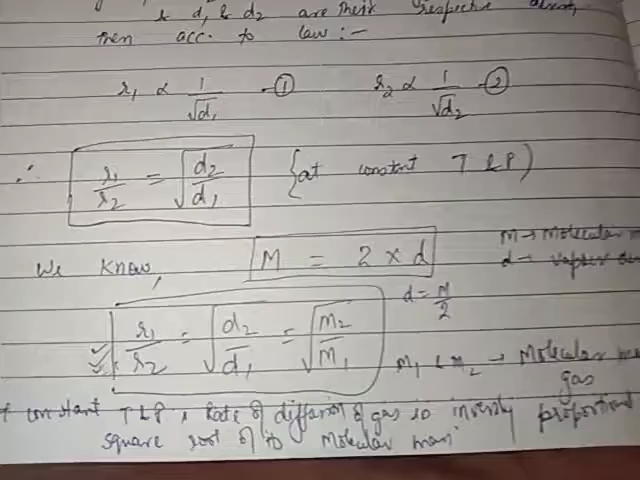 & d₁ & d₂ are their respective
then acc. to law :-
r₁ ∝ 1/√d₁ -① r₂ ∝ 1/√d₂ -②
∴ r₁/r₂ = √(d₂/d₁) {at constant T & P)
M → Molecular
We know, M = 2 × d
d → vapour
d = M/2
r₁/r₂ = √(d₂/d₁) = √(M₂/M₁)
M₁ & M₂ → Molecular
gas
constant T & P, Rate of diffusion of gas is inversly proportional
square root of to Molecular mass